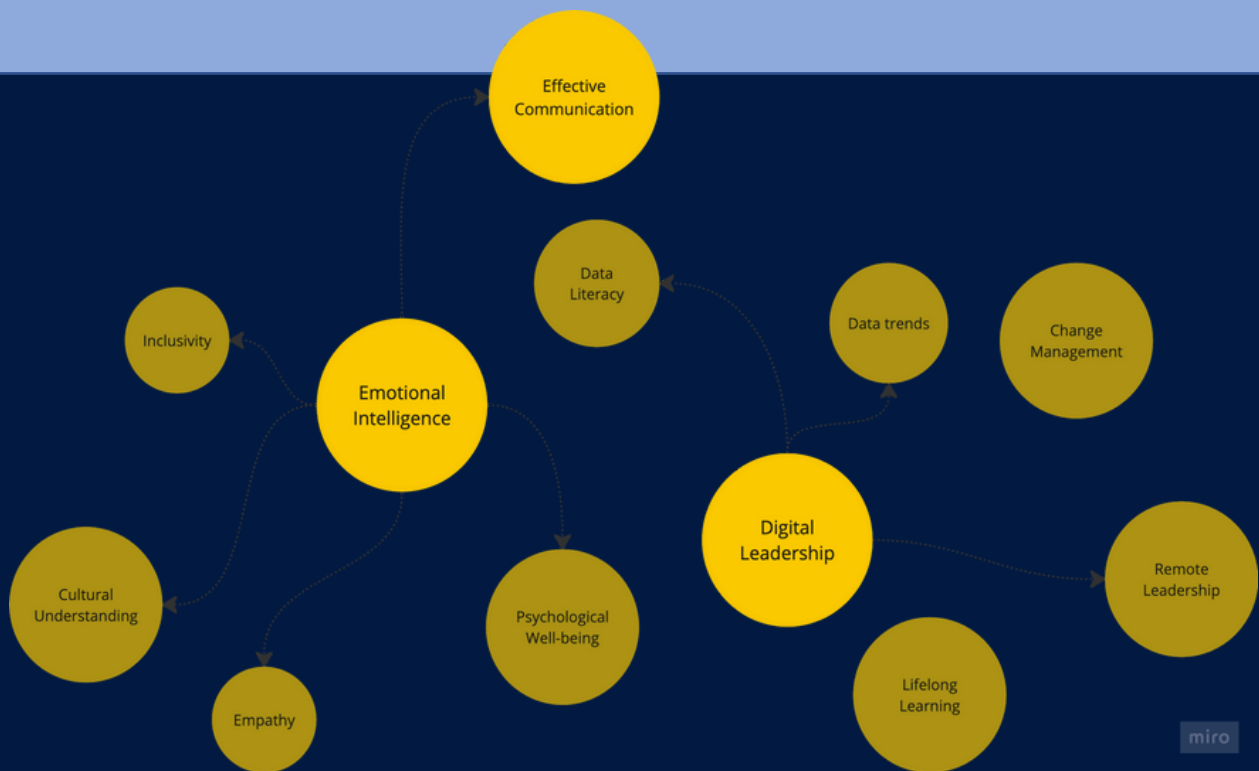 Effective
Communication
Data
Literacy
Data trends
Change
Management
Inclusivity
Emotional
Intelligence
Digital
Leadership
Cultural
Understanding
Psychological
Well-being
Remote
Leadership
Empathy
Lifelong
Learning
miro